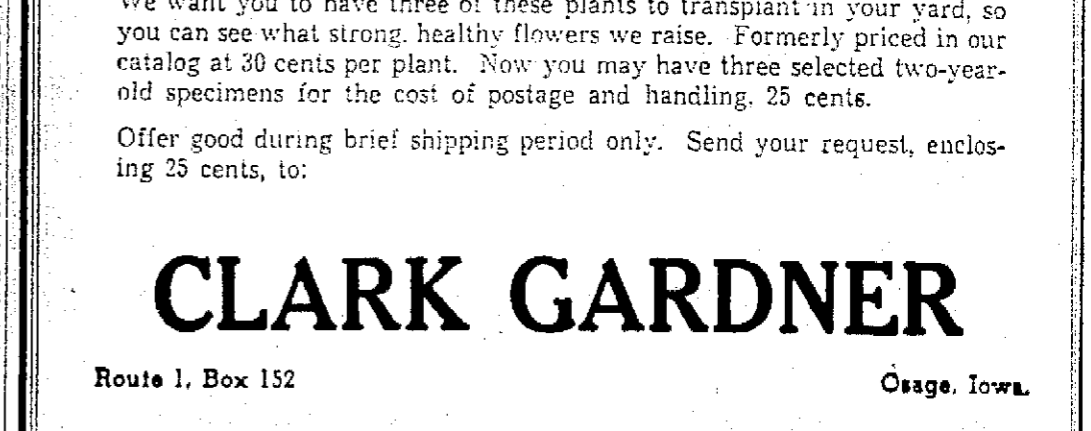 We want you to have three of these plants to transplant in your yard, so
you can see what strong, healthy flowers we raise. Formerly priced in our
catalog at 30 cents per plant. Now you may have three selected two-year-
old specimens for the cost of postage and handling, 25 cents.
Offer good during brief shipping period only. Send your request, enclos-
ing 25 cents, to:
CLARK GARDNER
Route 1, Box 152
Osage, Iowa.